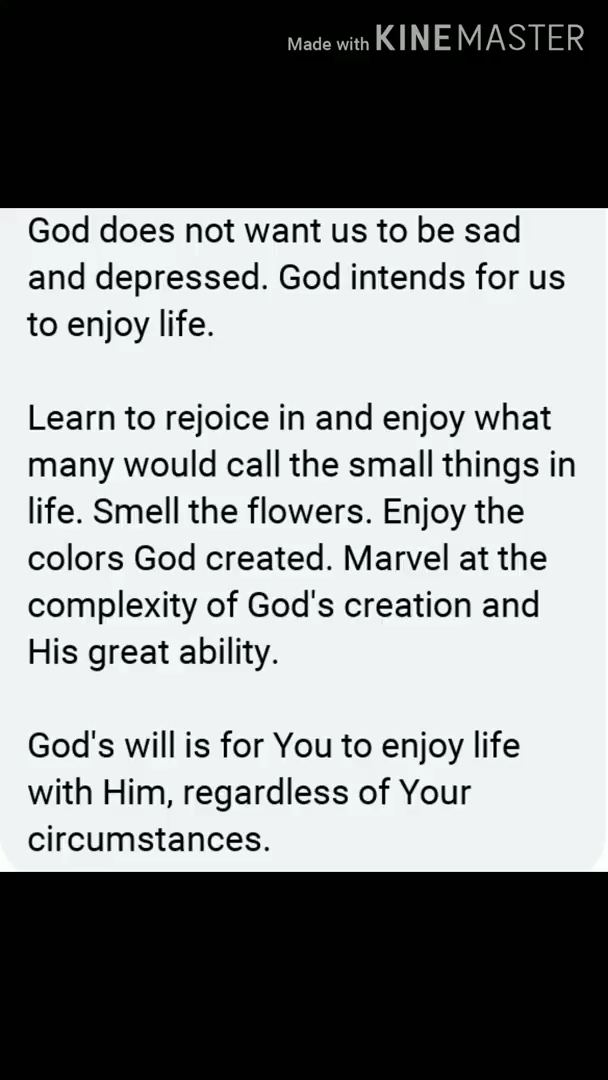 Made with KINEMASTER
God does not want us to be sad
and depressed. God intends for us
to enjoy life.
Learn to rejoice in and enjoy what
many would call the small things in
life. Smell the flowers. Enjoy the
colors God created. Marvel at the
complexity of God's creation and
His great ability.
God's will is for You to enjoy life
with Him, regardless of Your
circumstances.